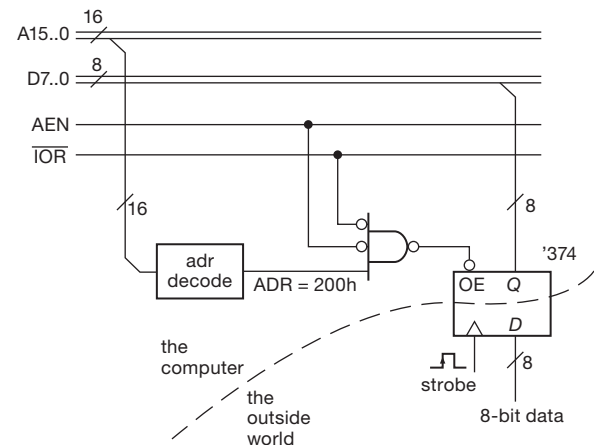 16
A15..0
8
D7..0
AEN
IOR
16
8
'374
adr
decode
ADR = 200h
OE Q
D
the
computer
strobe
8
the
outside
world
8-bit data